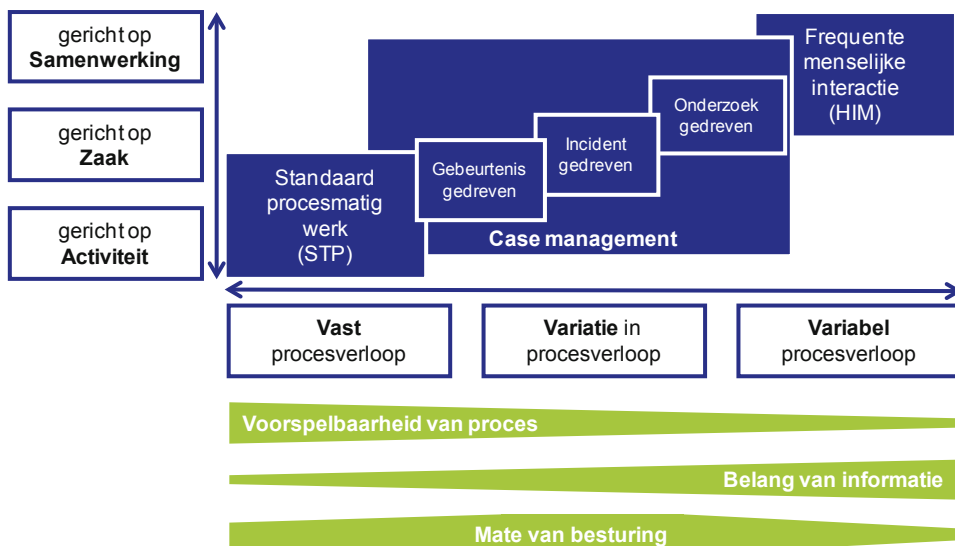 gericht op
Samenwerking
gericht op
Zaak
gericht op
Activiteit
Frequente
menselijke
interactie
(HIM)
Onderzoek
gedreven
Incident
gedreven
Gebeurtenis
gedreven
Standaard
procesmatig
werk
(STP)
Case management
Vast
procesverloop
Variatie in
procesverloop
Variabel
procesverloop
Voorspelbaarheid van proces
Belang van informatie
Mate van besturing